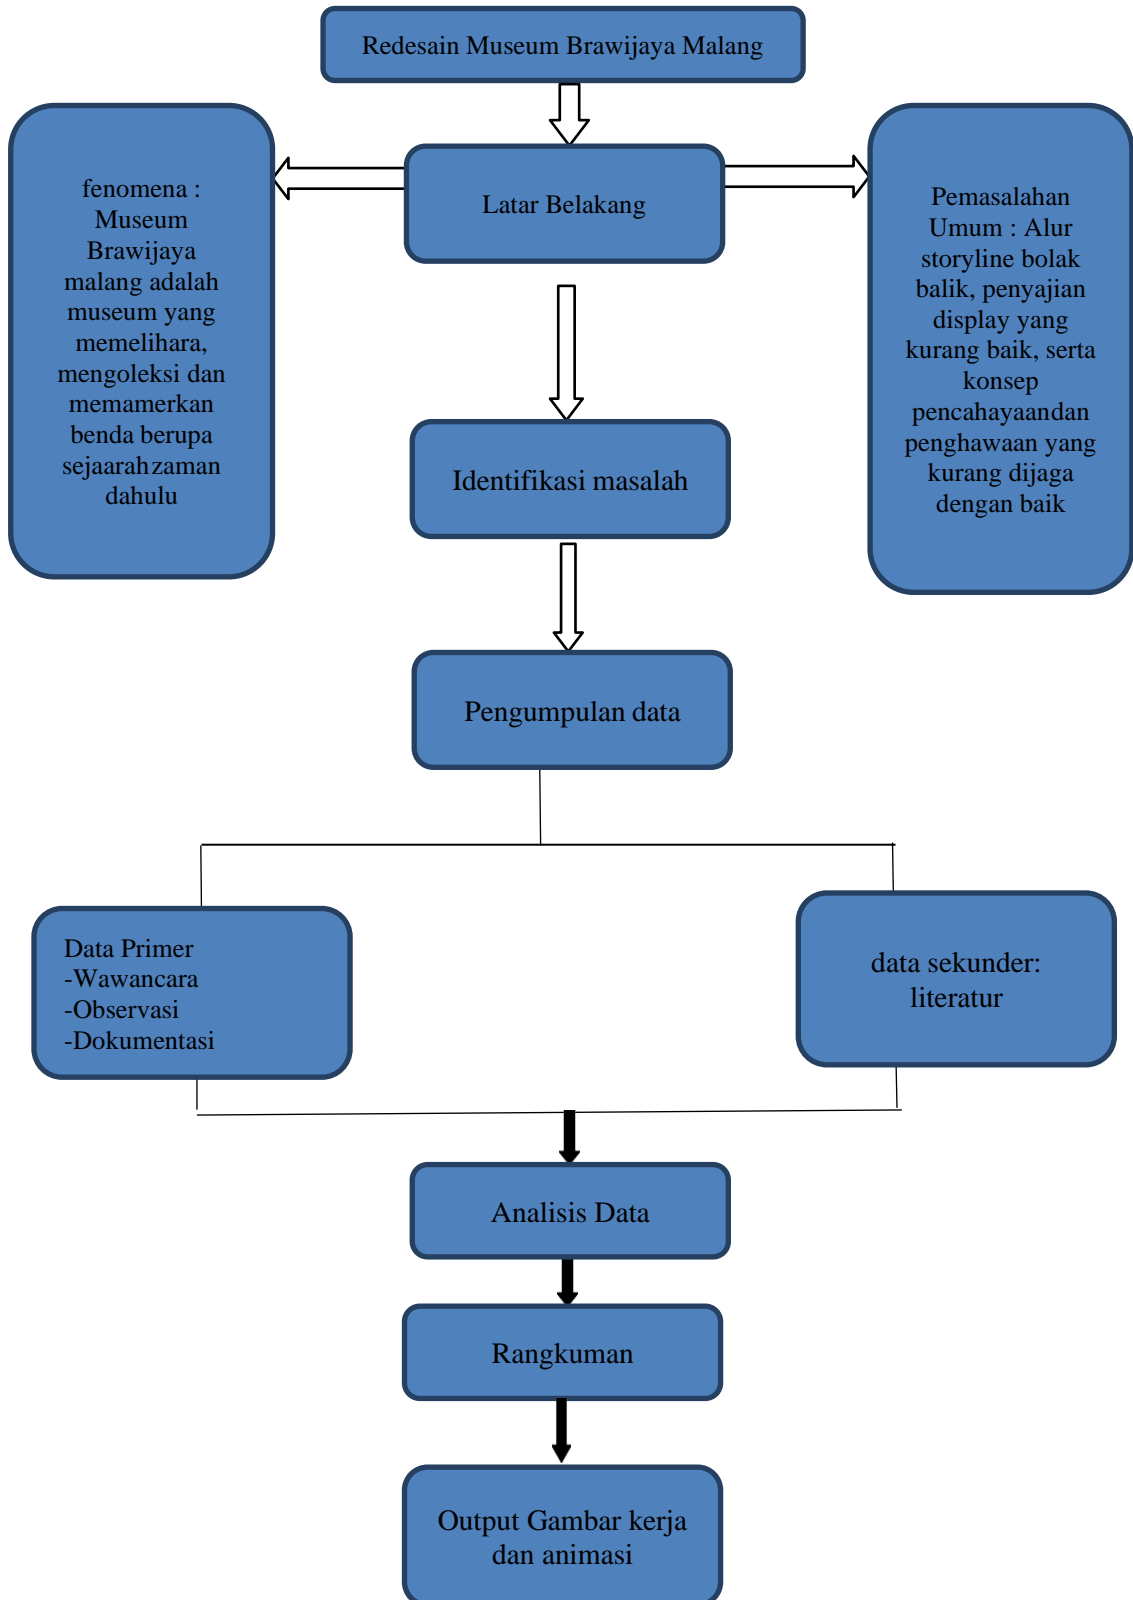 Redesain Museum Brawijaya Malang
Latar Belakang
fenomena :
Museum
Brawijaya
malang adalah
museum yang
memelihara,
mengoleksi dan
memamerkan
benda berupa
sejaarah zaman
dahulu
Pemasalahan
Umum : Alur
storyline bolak
balik, penyajian
display yang
kurang baik, serta
konsep
pencahayaandan
penghawaan yang
kurang dijaga
dengan baik
Identifikasi masalah
Pengumpulan data
Data Primer
-Wawancara
-Observasi
-Dokumentasi
data sekunder:
literatur
Analisis Data
Rangkuman
Output Gambar kerja
dan animasi